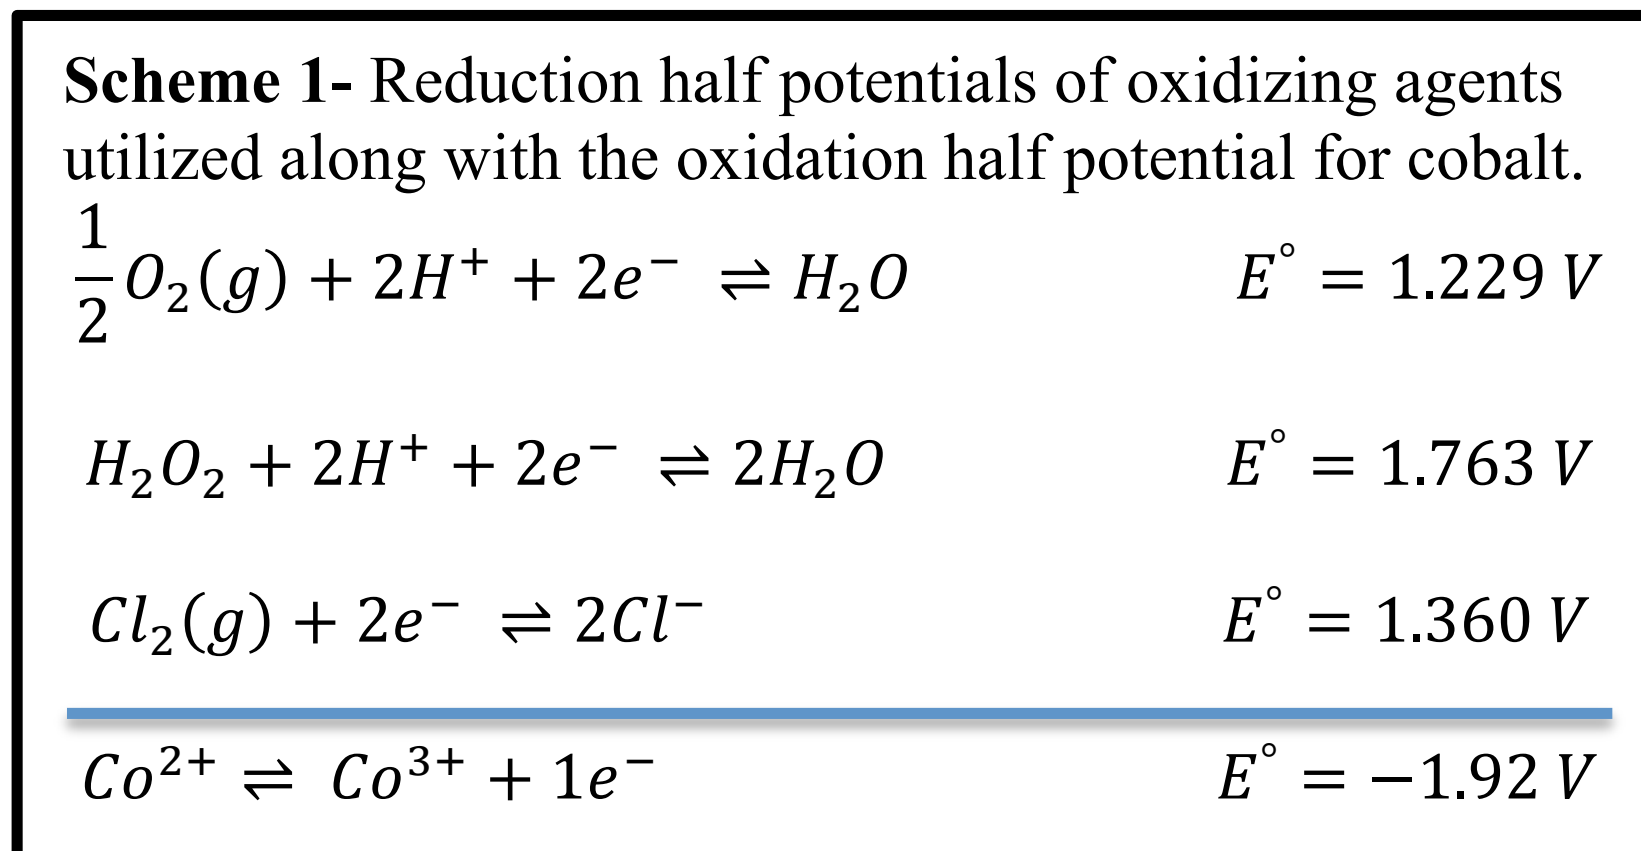 Scheme 1- Reduction half potentials of oxidizing agents
utilized along with the oxidation half potential for cobalt.
1/2 O₂(g) + 2H⁺ + 2e⁻ ⇌ H₂O E° = 1.229 V
H₂O₂ + 2H⁺ + 2e⁻ ⇌ 2H₂O E° = 1.763 V
Cl₂(g) + 2e⁻ ⇌ 2Cl⁻ E° = 1.360 V
Co²⁺ ⇌ Co³⁺ + 1e⁻ E° = −1.92 V